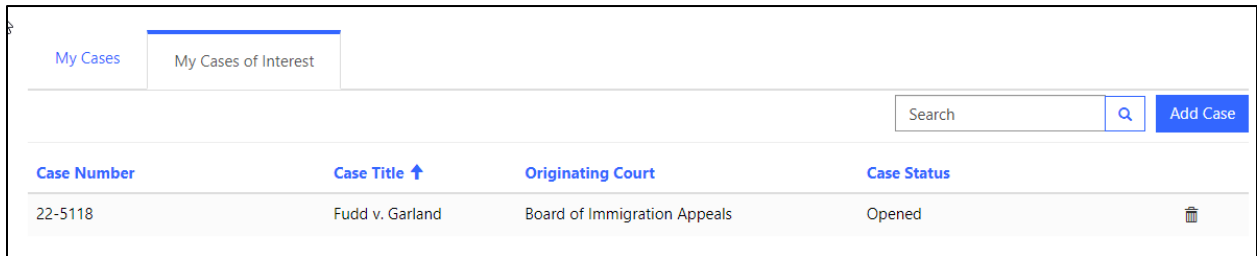 My Cases My Cases of Interest
Search Add Case
Case Number Case Title Originating Court Case Status
22-5118 Fudd v. Garland Board of Immigration Appeals Opened